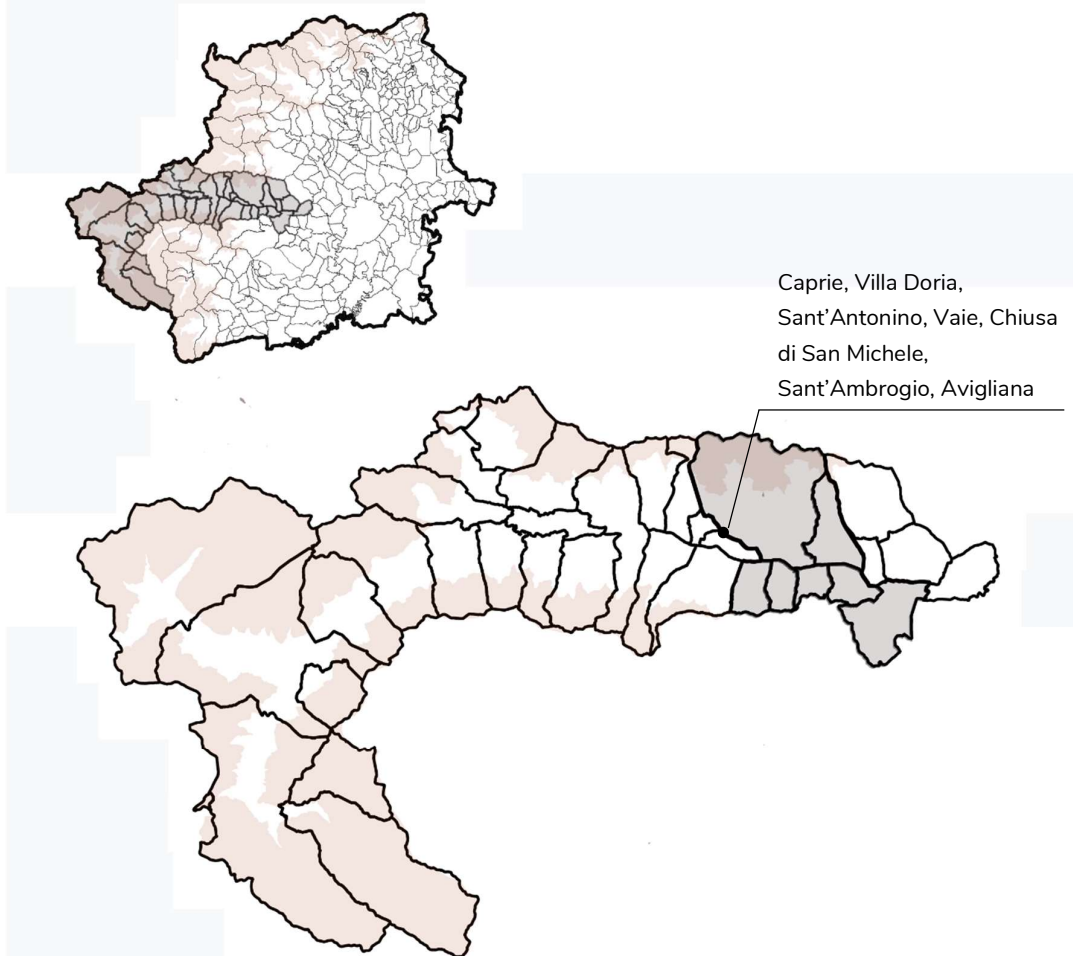 Caprie, Villa Doria,
Sant’Antonino, Vaie, Chiusa
di San Michele,
Sant’Ambrogio, Avigliana